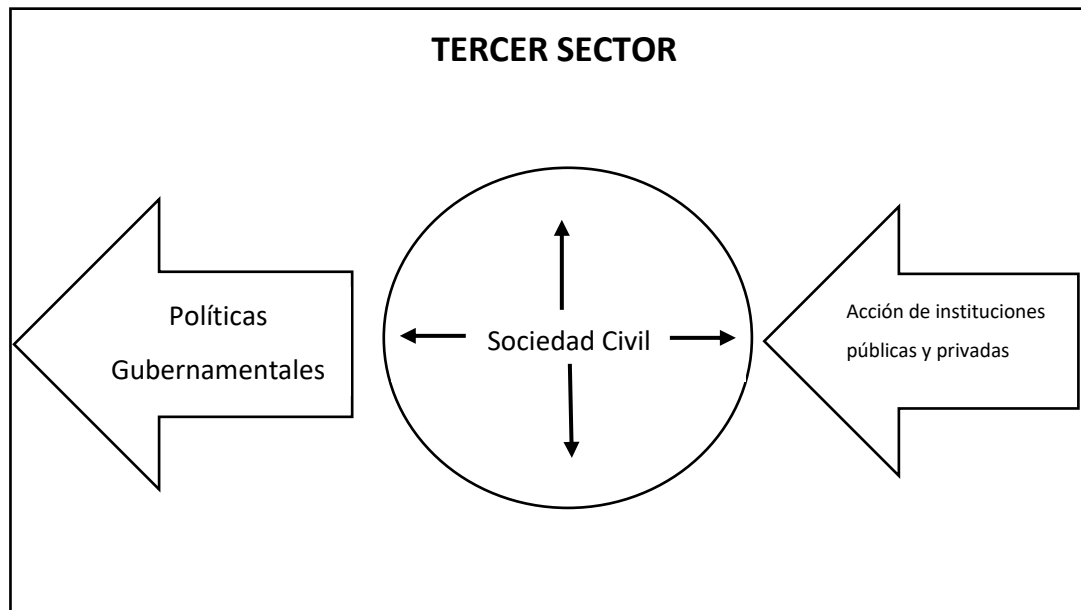 TERCER SECTOR
Políticas
Gubernamentales
Sociedad Civil
Acción de instituciones
públicas y privadas